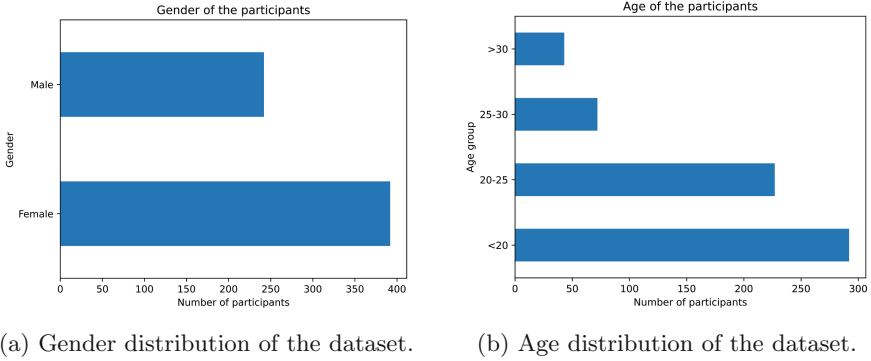 Gender of the participants
Male
Female
Gender
0 50 100 150 200 250 300 350 400
Number of participants
Age of the participants
>30
25-30
20-25
<20
Age group
0 50 100 150 200 250 300
Number of participants
(a) Gender distribution of the dataset.
(b) Age distribution of the dataset.